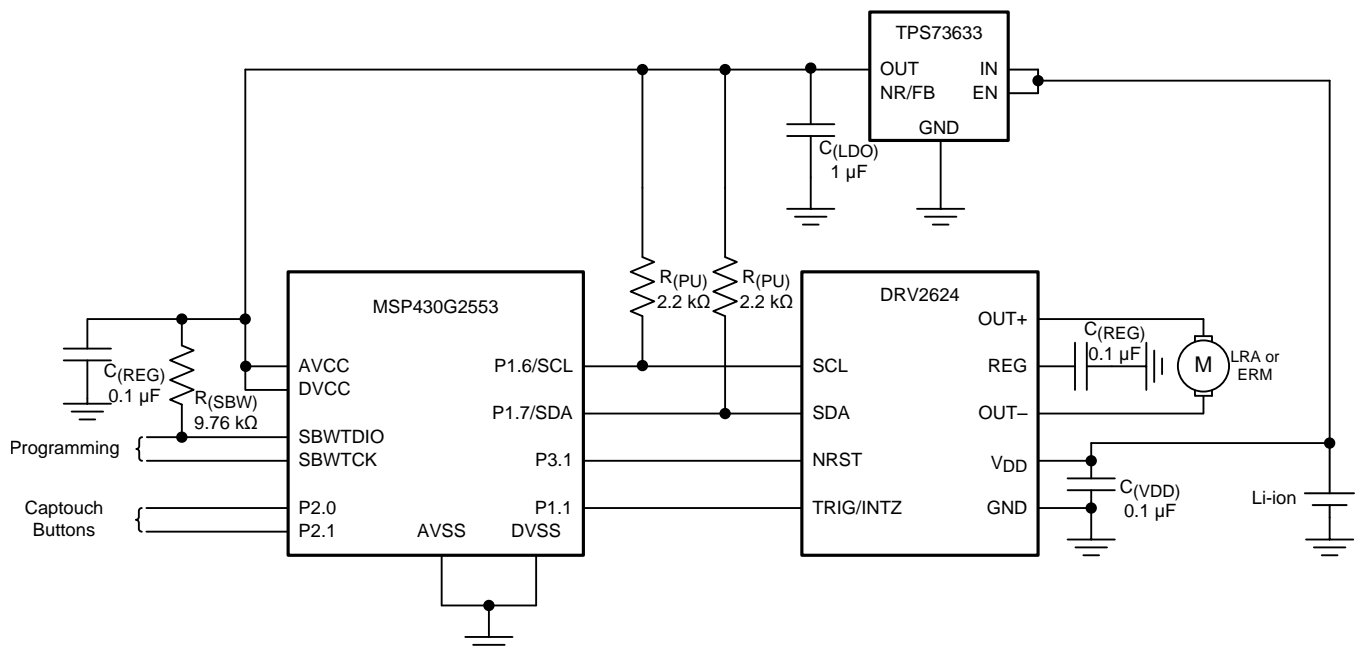 TPS73633
OUT
IN
NR/FB
EN
GND
C(LDO)
1 µF
R(PU)
2.2 kΩ
R(PU)
2.2 kΩ
MSP430G2553
DRV2624
C(REG)
0.1 µF
R(SBW)
9.76 kΩ
AVCC
DVCC
SBWTDIO
SBWTCK
P2.0
P2.1
AVSS
DVSS
P1.6/SCL
P1.7/SDA
P3.1
P1.1
Programming
Captouch
Buttons
SCL
SDA
NRST
TRIG/INTZ
OUT+
REG
OUT–
VDD
GND
C(REG)
0.1 µF
M
LRA or
ERM
C(VDD)
0.1 µF
Li-ion